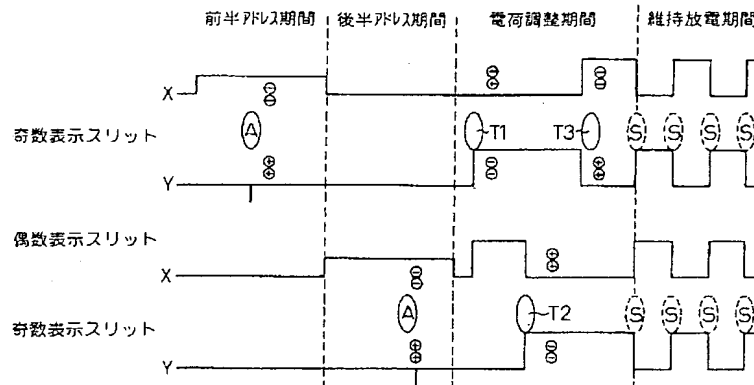 前半アドレス期間 後半アドレス期間 電荷調整期間 維持放電期間
X ⊖⊖ ⊕⊕ ⊖⊖
奇数表示スリット A T1 T3 S S S S
Y ⊕⊕ ⊖⊖ ⊕⊕
偶数表示スリット
X ⊖⊖ ⊕⊕
奇数表示スリット A T2 S S S S
Y ⊕⊕ ⊖⊖